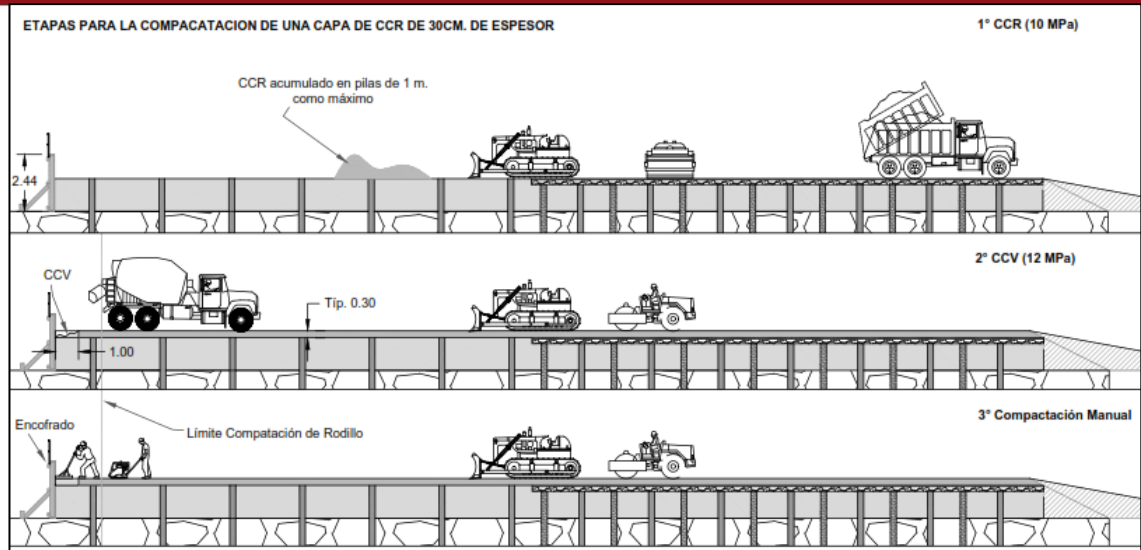 ETAPAS PARA LA COMPACATACION DE UNA CAPA DE CCR DE 30CM. DE ESPESOR
1° CCR (10 MPa)
CCR acumulado en pilas de 1 m.
como máximo
2.44
2° CCV (12 MPa)
CCV
Típ. 0.30
1.00
3° Compactación Manual
Encofrado
Límite Compatación de Rodillo